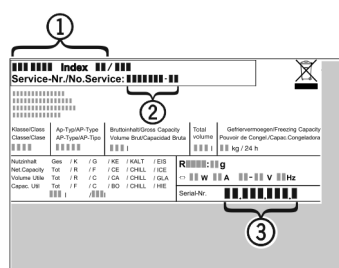 1
Index /
Service-Nr./No.Service: -
2
Klasse/Class Ap-Typ/AP-Type Bruttoinhalt/Gross Capacity Total Gefriervermoegen/Freezing Capacity
Classe/Class AP-Type/AP-Tipo Volume Brut/Capacidad Bruta volume Pouvoir de Congel./Capac.Congeladora
l l kg / 24 h
Nutzinhalt Ges / K / G / KE / KALT / EIS
Net.Capacity Tot / R / F / CE / CHILL / ICE
Volume Utile Tot / R / C / CA / CHILL / GLA
Capac. Util Tot / F / C / BO / CHILL / HIE
l / l
R : g
W A - V Hz
Serial-Nr. . . .
3